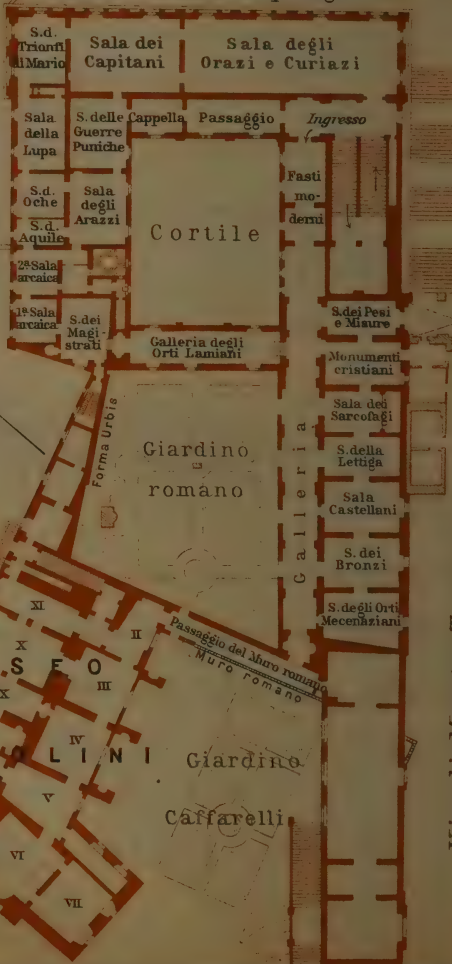 S.d.
Trionfi
di Mario
Sala dei
Capitani
Sala degli
Orazi e Curiazi
Sala
della
Lupa
S. delle
Guerre
Puniche
Cappella
Passaggio
Ingresso
S.d.
Oche
Sala
degli
Arazzi
Cortile
Fasti
mo-
derni
S.d.
Aquile
2ª Sala
arcaica
1ª Sala
arcaica
S. dei
Magi-
strati
Galleria degli
Orti Lamiani
S. dei Pesi
e Misure
Monumenti
cristiani
Sala dei
Sarcofagi
S. della
Lettiga
Sala
Castellani
S. dei
Bronzi
S. degli Orti
Mecenaziani
Galleria
Forma Urbis
Giardino
romano
Passaggio del Muro romano
Muro romano
XI
II
X
SEO
III
X
IV
OLINI
V
VI
VII
Giardino
Caffarelli